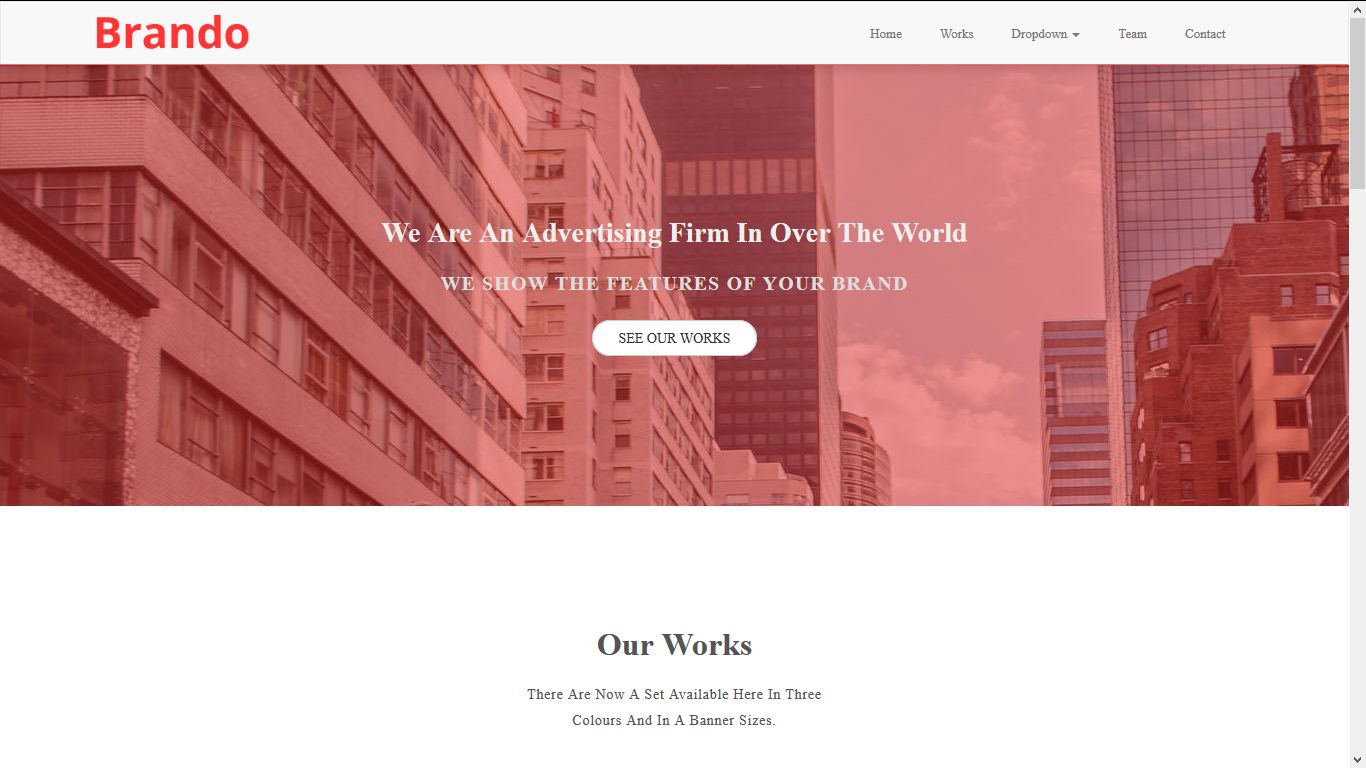 Brando
Home Works Dropdown Team Contact
We Are An Advertising Firm In Over The World
WE SHOW THE FEATURES OF YOUR BRAND
SEE OUR WORKS
Our Works
There Are Now A Set Available Here In Three
Colours And In A Banner Sizes.